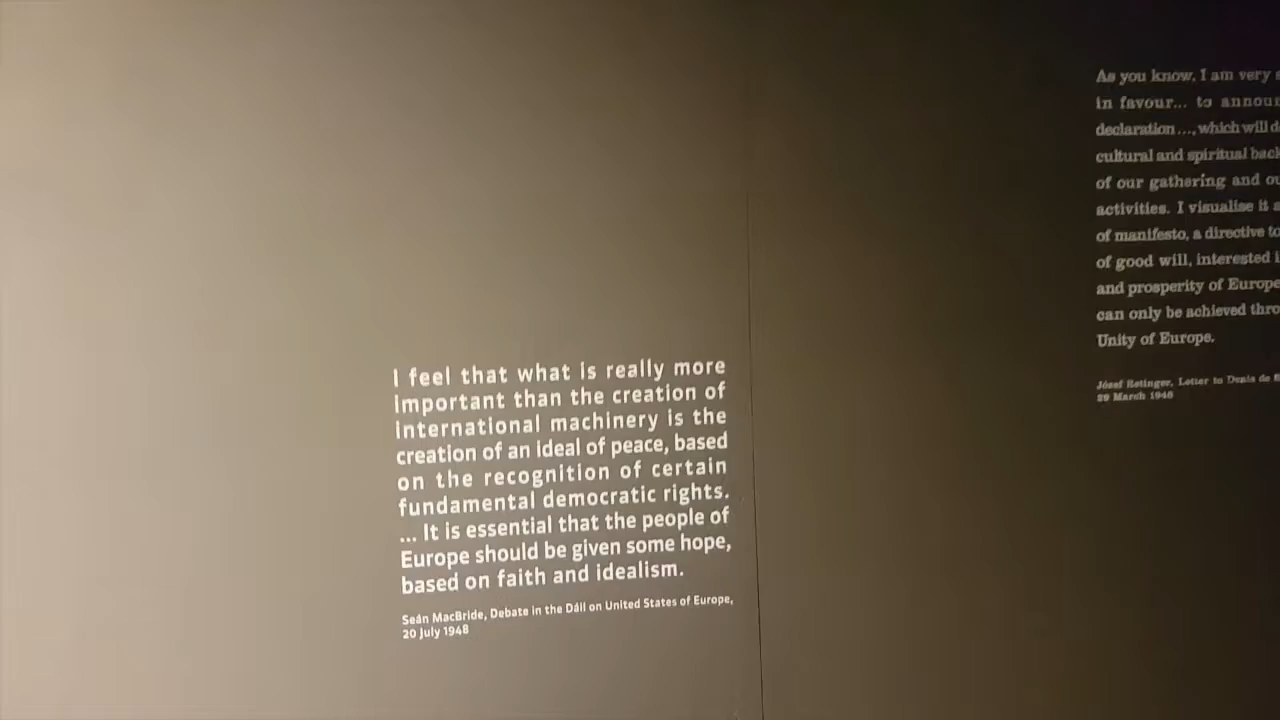 I feel that what is really more
important than the creation of
international machinery is the
creation of an ideal of peace, based
on the recognition of certain
fundamental democratic rights.
... It is essential that the people of
Europe should be given some hope,
based on faith and idealism.
Seán MacBride, Debate in the Dáil on United States of Europe,
20 July 1948
As you know, I am very
in favour... to
declaration..., which will
cultural and spiritual
of our gathering and
activities. I visualise it
of manifesto, a directive to
of good will, interested
and prosperity of Europe
can only be achieved
Unity of Europe.
Józef Retinger, Letter to Denis de
29 March 1948